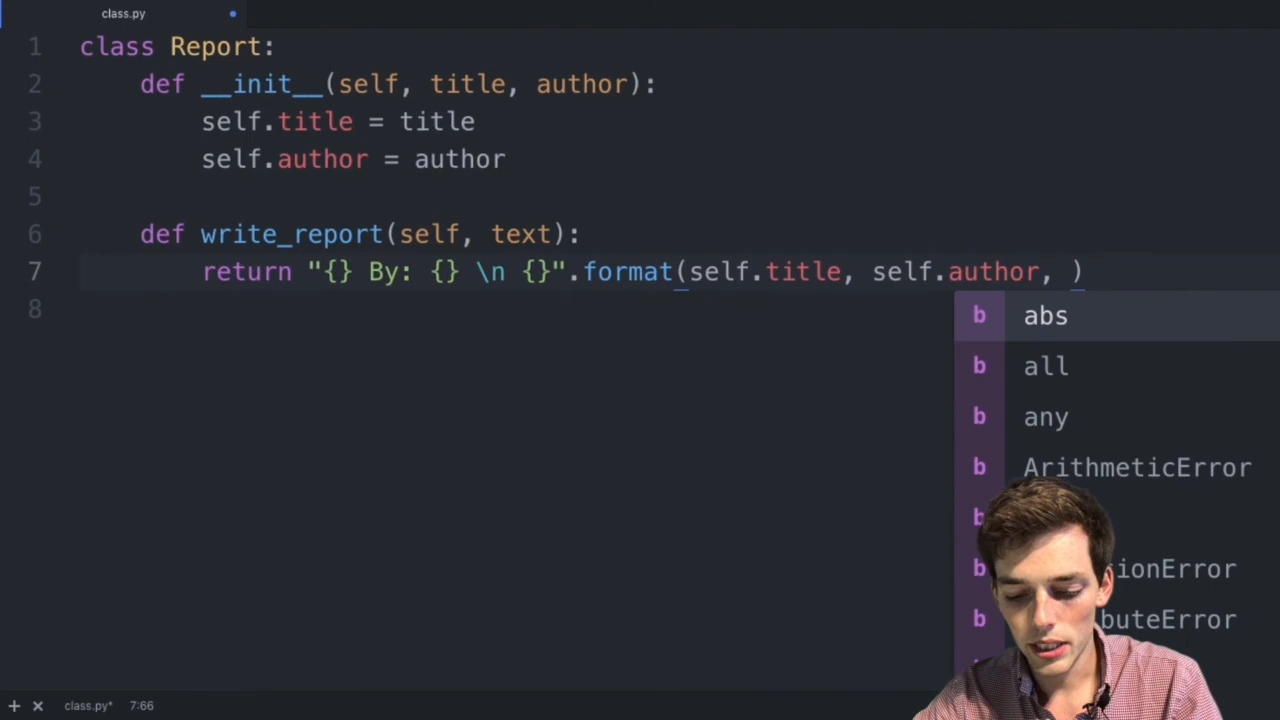 class.py
1 class Report:
2     def __init__(self, title, author):
3         self.title = title
4         self.author = author
5
6     def write_report(self, text):
7         return "{} By: {} \n {}".format(self.title, self.author, )
8
b abs
b all
b any
b ArithmeticError
b
b ionError
b buteError
+ × class.py* 7:66